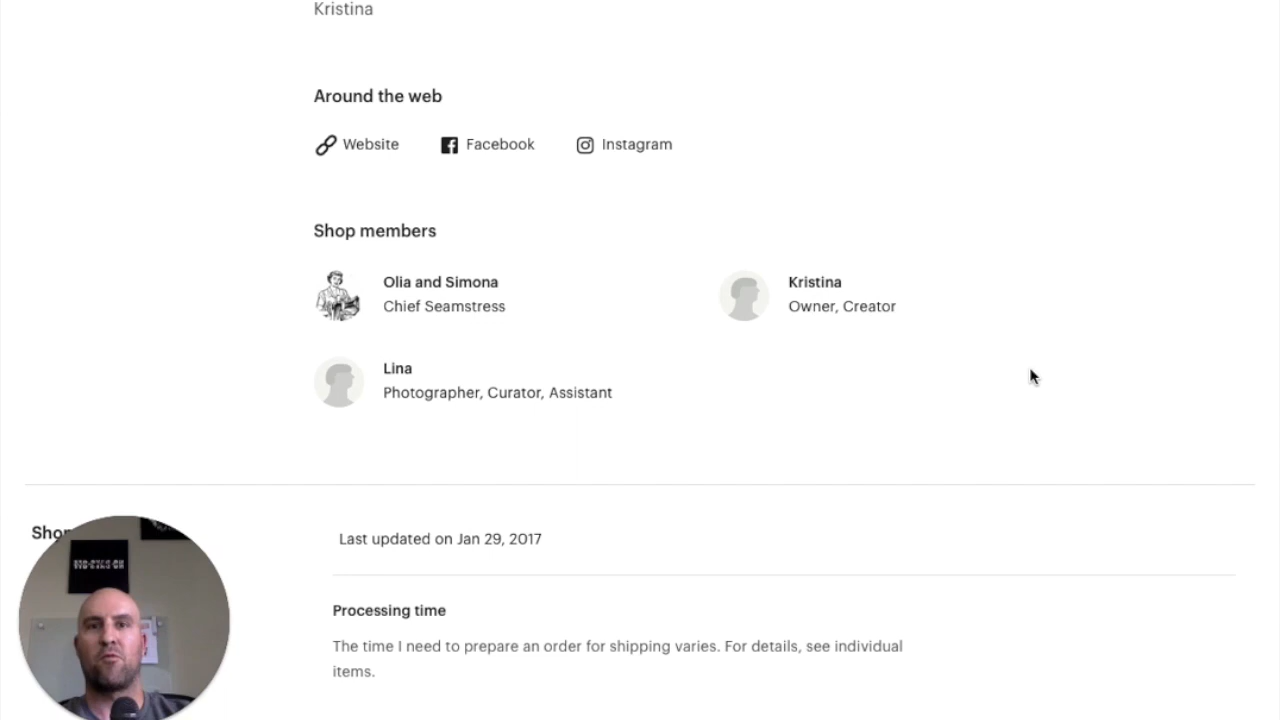 Kristina
Around the web
Website Facebook Instagram
Shop members
Olia and Simona
Chief Seamstress
Kristina
Owner, Creator
Lina
Photographer, Curator, Assistant
Last updated on Jan 29, 2017
Processing time
The time I need to prepare an order for shipping varies. For details, see individual
items.